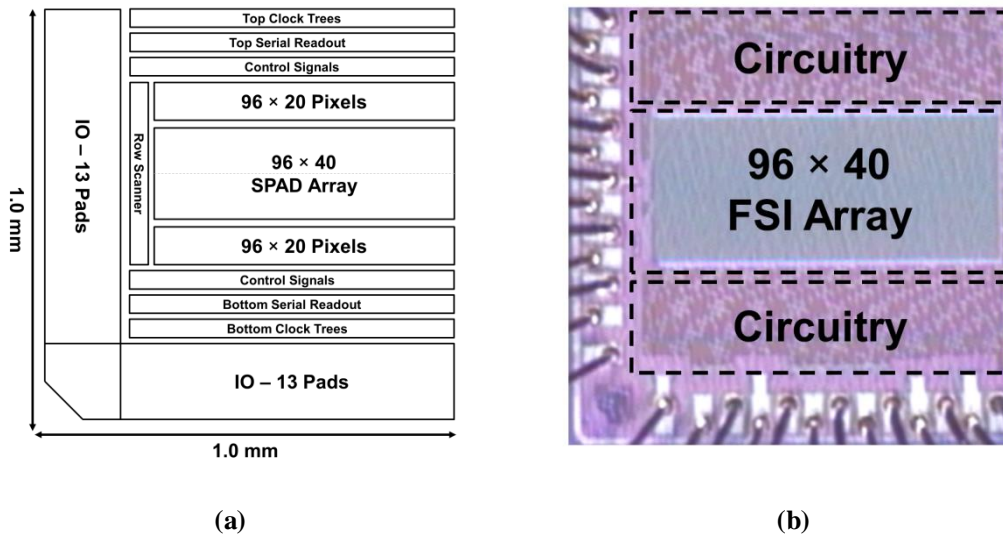 Top Clock Trees
Top Serial Readout
Control Signals
96 × 20 Pixels
IO – 13 Pads
Row Scanner
96 × 40
SPAD Array
96 × 20 Pixels
Control Signals
Bottom Serial Readout
Bottom Clock Trees
IO – 13 Pads
1.0 mm
1.0 mm
(a)
Circuitry
96 × 40
FSI Array
Circuitry
(b)